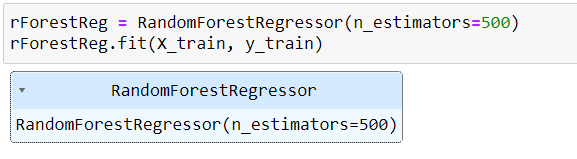 rForestReg = RandomForestRegressor(n_estimators=500)
rForestReg.fit(X_train, y_train)
RandomForestRegressor
RandomForestRegressor(n_estimators=500)